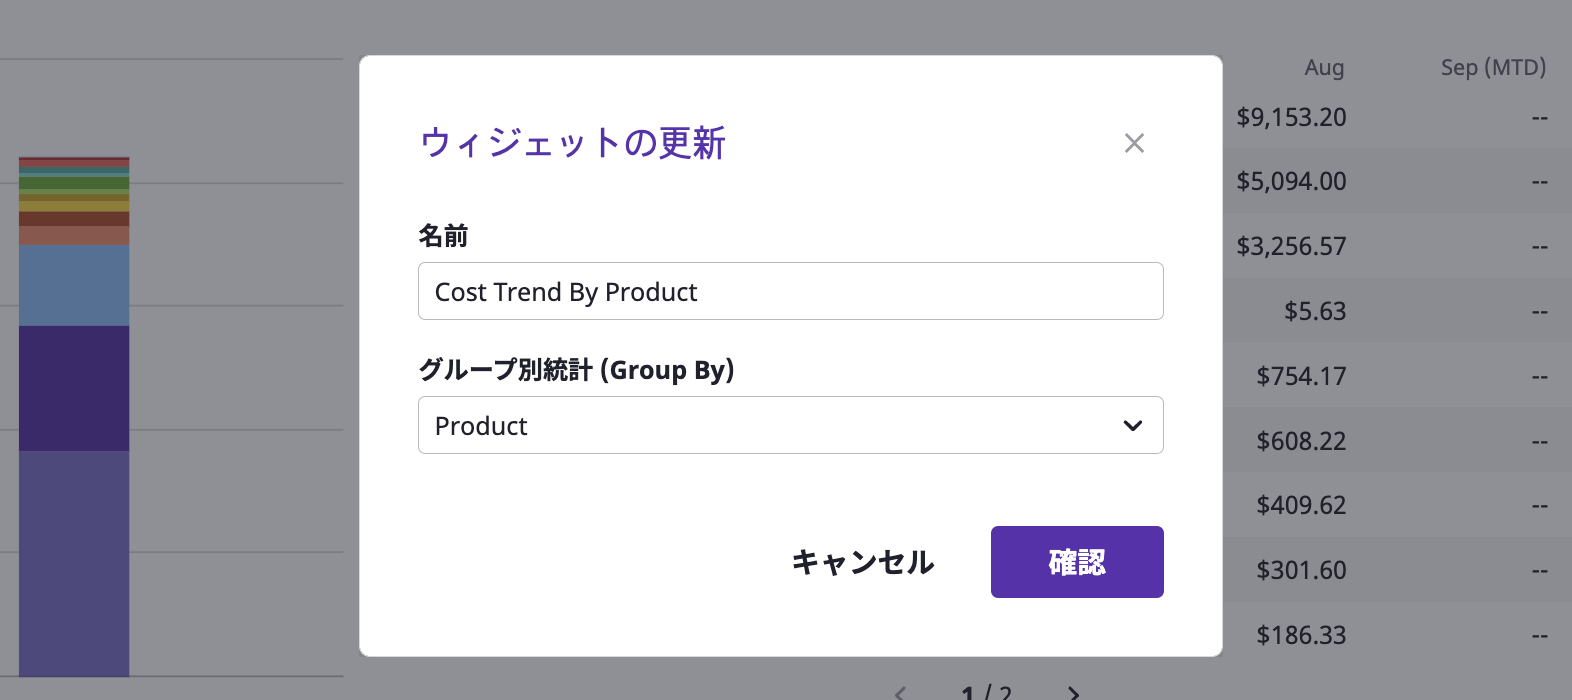 ウィジェットの更新
名前
Cost Trend By Product
グループ別統計 (Group By)
Product
キャンセル 確認
Aug Sep (MTD)
$9,153.20 --
$5,094.00 --
$3,256.57 --
$5.63 --
$754.17 --
$608.22 --
$409.62 --
$301.60 --
$186.33 --
1 / 2